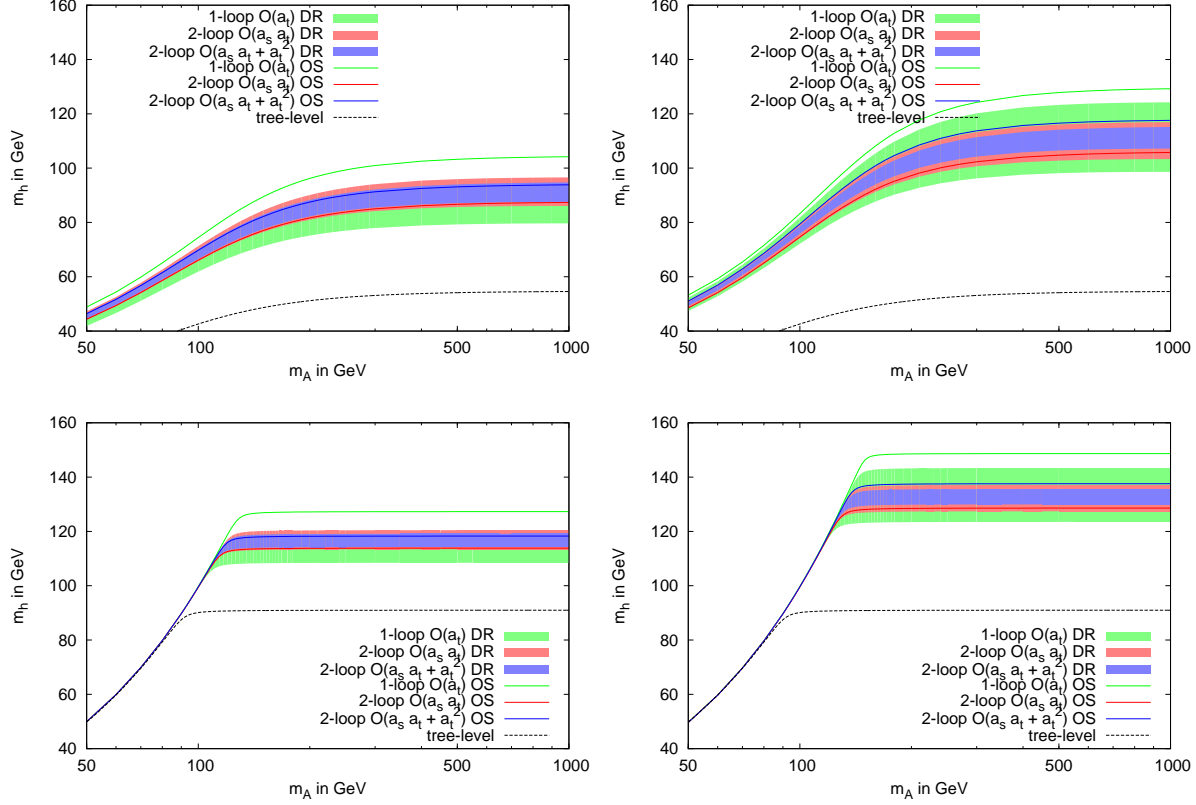 160
140
120
100
80
60
40
50
100
500
1000
m_h in GeV
m_A in GeV
1-loop O(a_t) DR
2-loop O(a_s a_t) DR
2-loop O(a_s a_t + a_t^2) DR
1-loop O(a_t) OS
2-loop O(a_s a_t) OS
2-loop O(a_s a_t + a_t^2) OS
tree-level
160
140
120
100
80
60
40
50
100
500
1000
m_h in GeV
m_A in GeV
1-loop O(a_t) DR
2-loop O(a_s a_t) DR
2-loop O(a_s a_t + a_t^2) DR
1-loop O(a_t) OS
2-loop O(a_s a_t) OS
2-loop O(a_s a_t + a_t^2) OS
tree-level
160
140
120
100
80
60
40
50
100
500
1000
m_h in GeV
m_A in GeV
1-loop O(a_t) DR
2-loop O(a_s a_t) DR
2-loop O(a_s a_t + a_t^2) DR
1-loop O(a_t) OS
2-loop O(a_s a_t) OS
2-loop O(a_s a_t + a_t^2) OS
tree-level
160
140
120
100
80
60
40
50
100
500
1000
m_h in GeV
m_A in GeV
1-loop O(a_t) DR
2-loop O(a_s a_t) DR
2-loop O(a_s a_t + a_t^2) DR
1-loop O(a_t) OS
2-loop O(a_s a_t) OS
2-loop O(a_s a_t + a_t^2) OS
tree-level